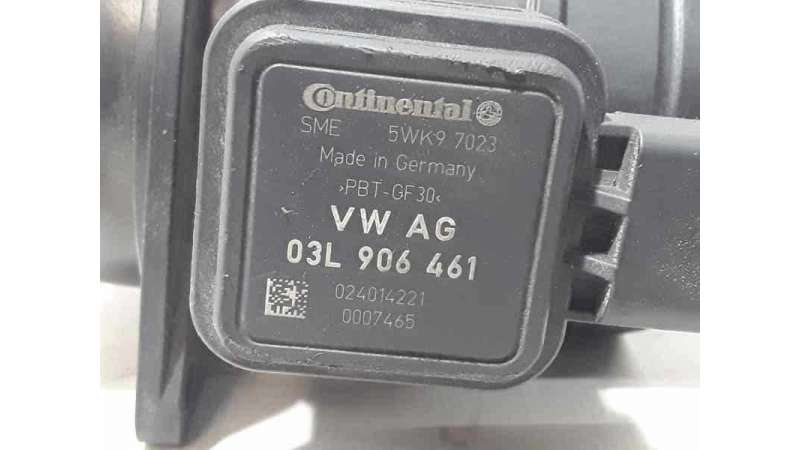 Continental
SME 5WK9 7023
Made in Germany
›PBT-GF30‹
VW AG
03L 906 461
024014221
0007465